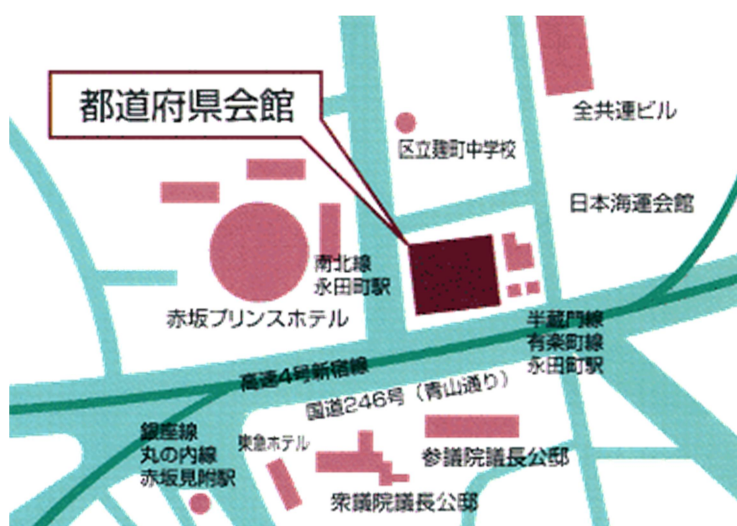 都道府県会館
全共連ビル
区立麹町中学校
日本海運会館
南北線
永田町駅
赤坂プリンスホテル
半蔵門線
有楽町線
永田町駅
高速4号新宿線
国道246号（青山通り）
銀座線
丸の内線
赤坂見附駅
東急ホテル
参議院議長公邸
衆議院議長公邸